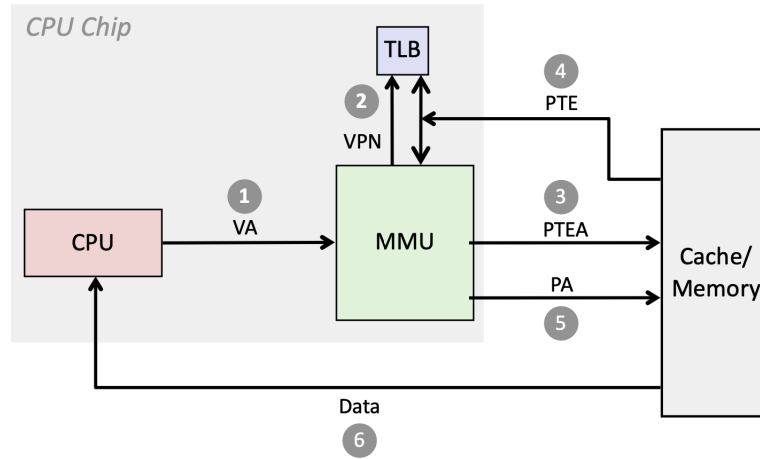 CPU Chip
TLB
4
PTE
2
VPN
1
VA
3
PTEA
CPU
MMU
Cache/
Memory
PA
5
Data
6